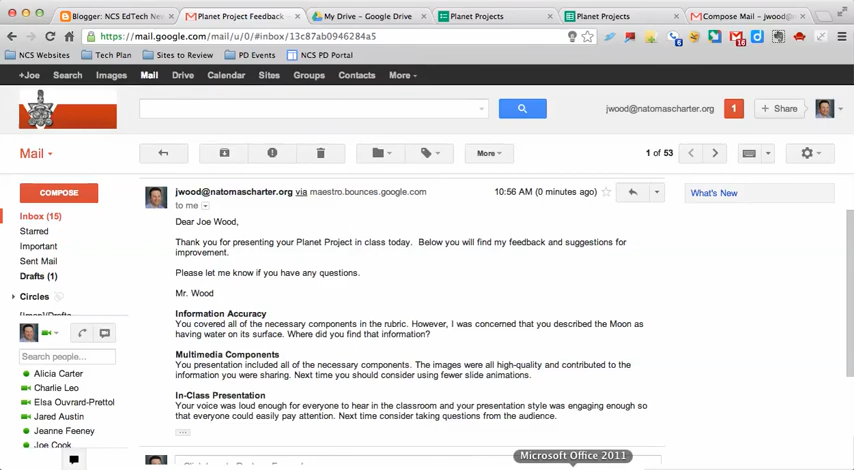 Blogger: NCS EdTech Ne
Planet Project Feedback -
My Drive - Google Drive
Planet Projects
Planet Projects
Compose Mail - jwood@n
https://mail.google.com/mail/u/0/#inbox/13c87ab0946284a5
6
16
NCS Websites
Tech Plan
Sites to Review
PD Events
NCS PD Portal
+Joe Search Images Mail Drive Calendar Sites Groups Contacts More
jwood@natomascharter.org 1 + Share
Mail
More
1 of 53
COMPOSE
jwood@natomascharter.org via maestro.bounces.google.com
10:56 AM (0 minutes ago)
to me
What's New
Inbox (15)
Starred
Important
Sent Mail
Drafts (1)
Circles
[Imap]/Drafts
Search people...
Alicia Carter
Charlie Leo
Elsa Ouvrard-Prettol
Jared Austin
Jeanne Feeney
Joe Cook
Dear Joe Wood,
Thank you for presenting your Planet Project in class today. Below you will find my feedback and suggestions for
improvement.
Please let me know if you have any questions.
Mr. Wood
Information Accuracy
You covered all of the necessary components in the rubric. However, I was concerned that you described the Moon as
having water on its surface. Where did you find that information?
Multimedia Components
You presentation included all of the necessary components. The images were all high-quality and contributed to the
information you were sharing. Next time you should consider using fewer slide animations.
In-Class Presentation
Your voice was loud enough for everyone to hear in the classroom and your presentation style was engaging enough so
that everyone could easily pay attention. Next time consider taking questions from the audience.
Microsoft Office 2011